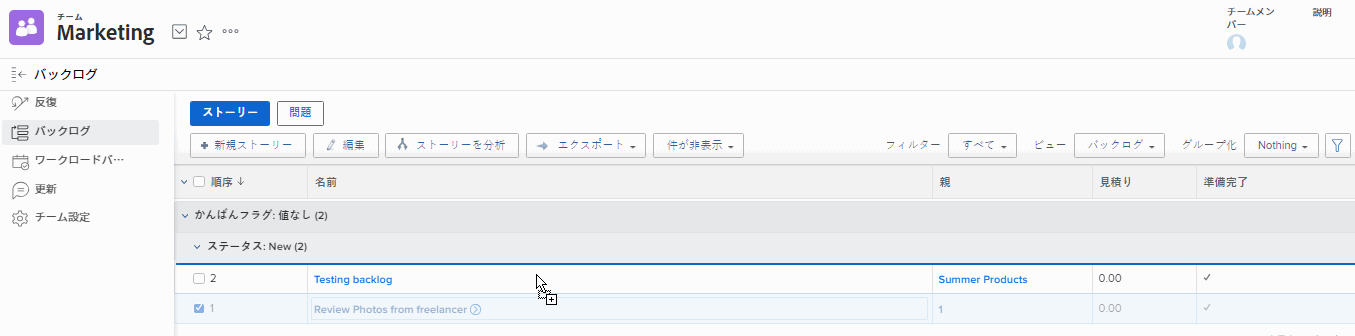 チーム
Marketing
チームメン
バー
説明
バックログ
反復
バックログ
ワークロードバ…
更新
チーム設定
ストーリー 問題
新規ストーリー 編集 ストーリーを分析 エクスポート 件が非表示 フィルター すべて ビュー バックログ グループ化 Nothing
順序 名前 親 見積り 準備完了
かんばんフラグ: 値なし (2)
ステータス: New (2)
2 Testing backlog Summer Products 0.00
1 Review Photos from freelancer 1 0.00